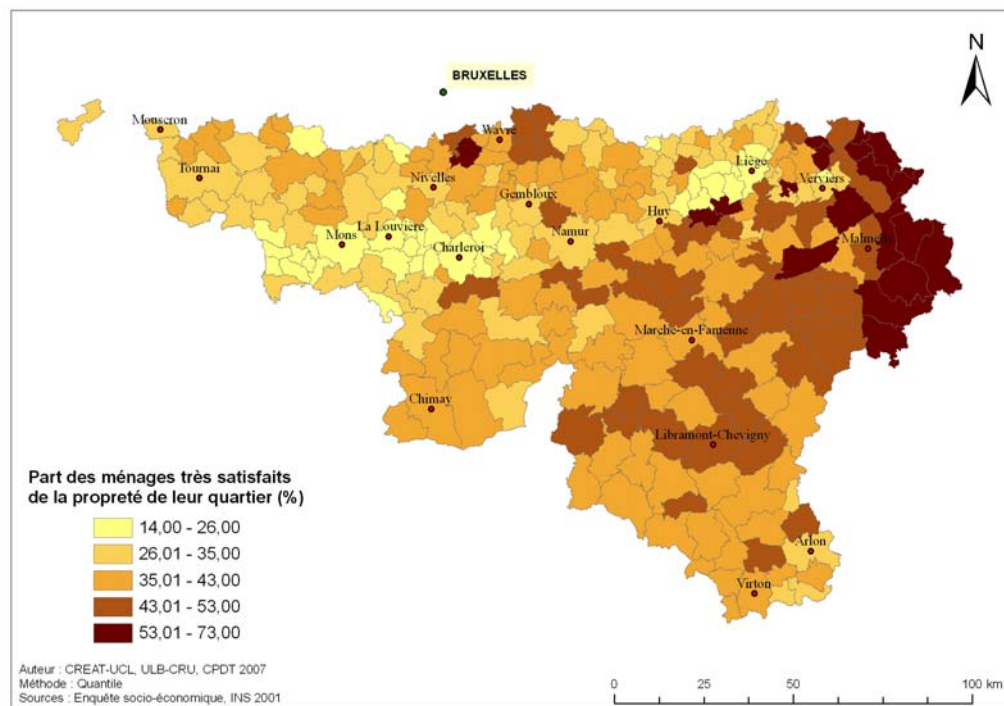 N
BRUXELLES
Mouscron
Wavre
Tournai
Liège
Nivelles
Verviers
Gembloux
Huy
La Louvière
Mons
Namur
Malmedy
Charleroi
Marche-en-Famenne
Chimay
Libramont-Chevigny
Part des ménages très satisfaits
de la propreté de leur quartier (%)
14,00 - 26,00
26,01 - 35,00
35,01 - 43,00
43,01 - 53,00
53,01 - 73,00
Arlon
Virton
Auteur : CREAT-UCL, ULB-CRU, CPDT 2007
Méthode : Quantile
Sources : Enquête socio-économique, INS 2001
0 25 50 100 km